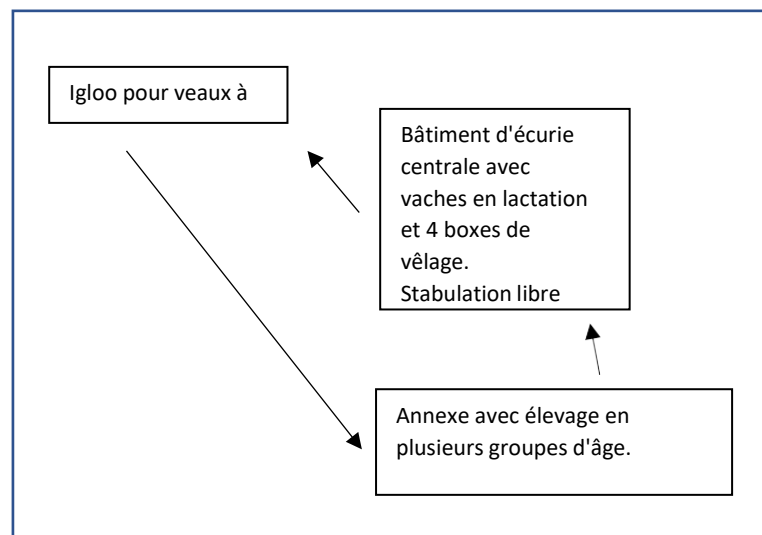 Igloo pour veaux à
Bâtiment d'écurie
centrale avec
vaches en lactation
et 4 boxes de
vêlage.
Stabulation libre
Annexe avec élevage en
plusieurs groupes d'âge.